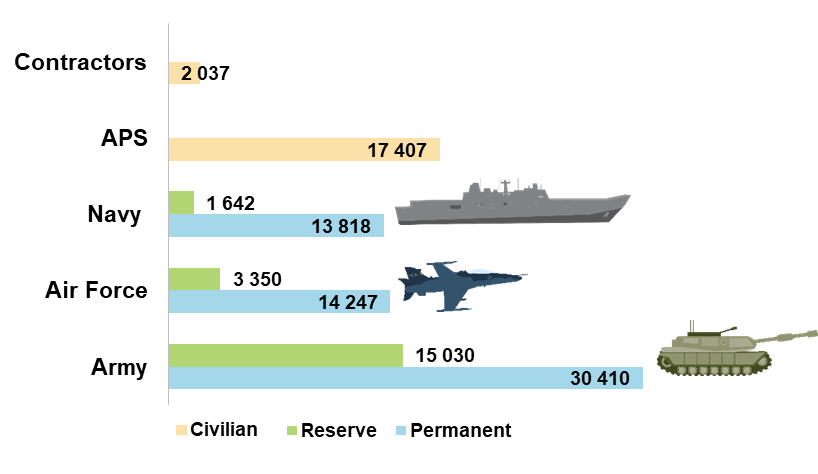 Contractors
2 037
APS
17 407
Navy
1 642
13 818
Air Force
3 350
14 247
Army
15 030
30 410
Civilian Reserve Permanent